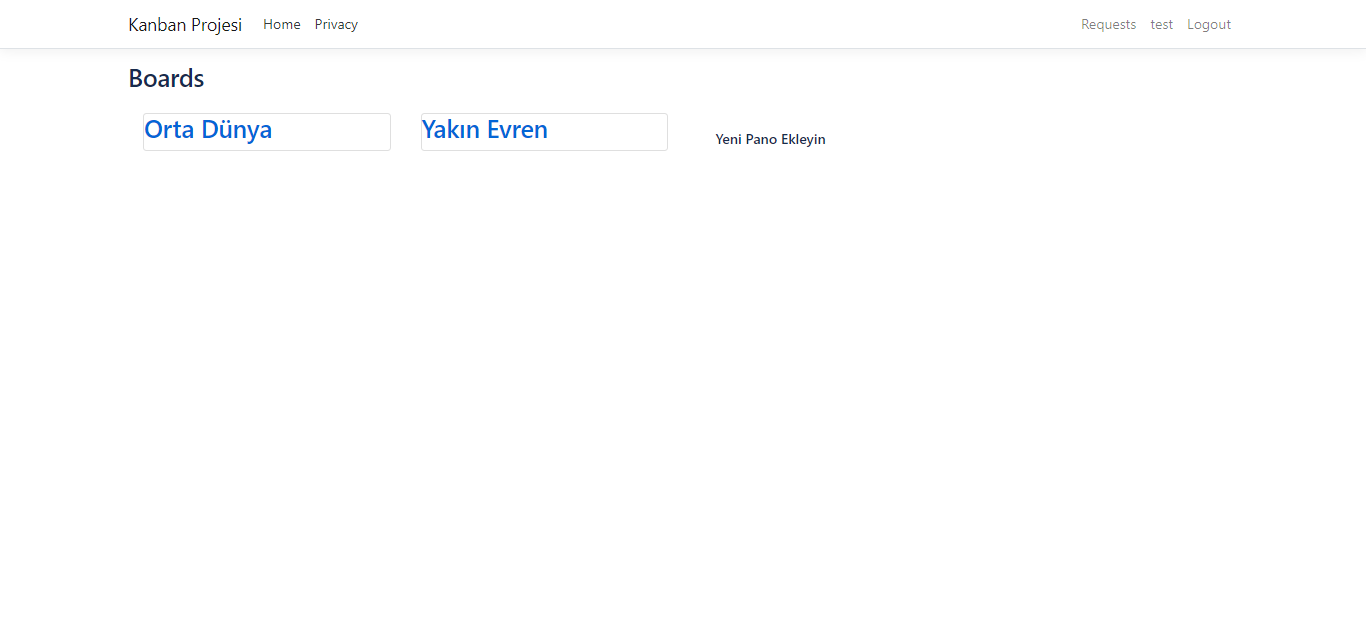 Kanban Projesi Home Privacy Requests test Logout
Boards
Orta Dünya Yakın Evren Yeni Pano Ekleyin